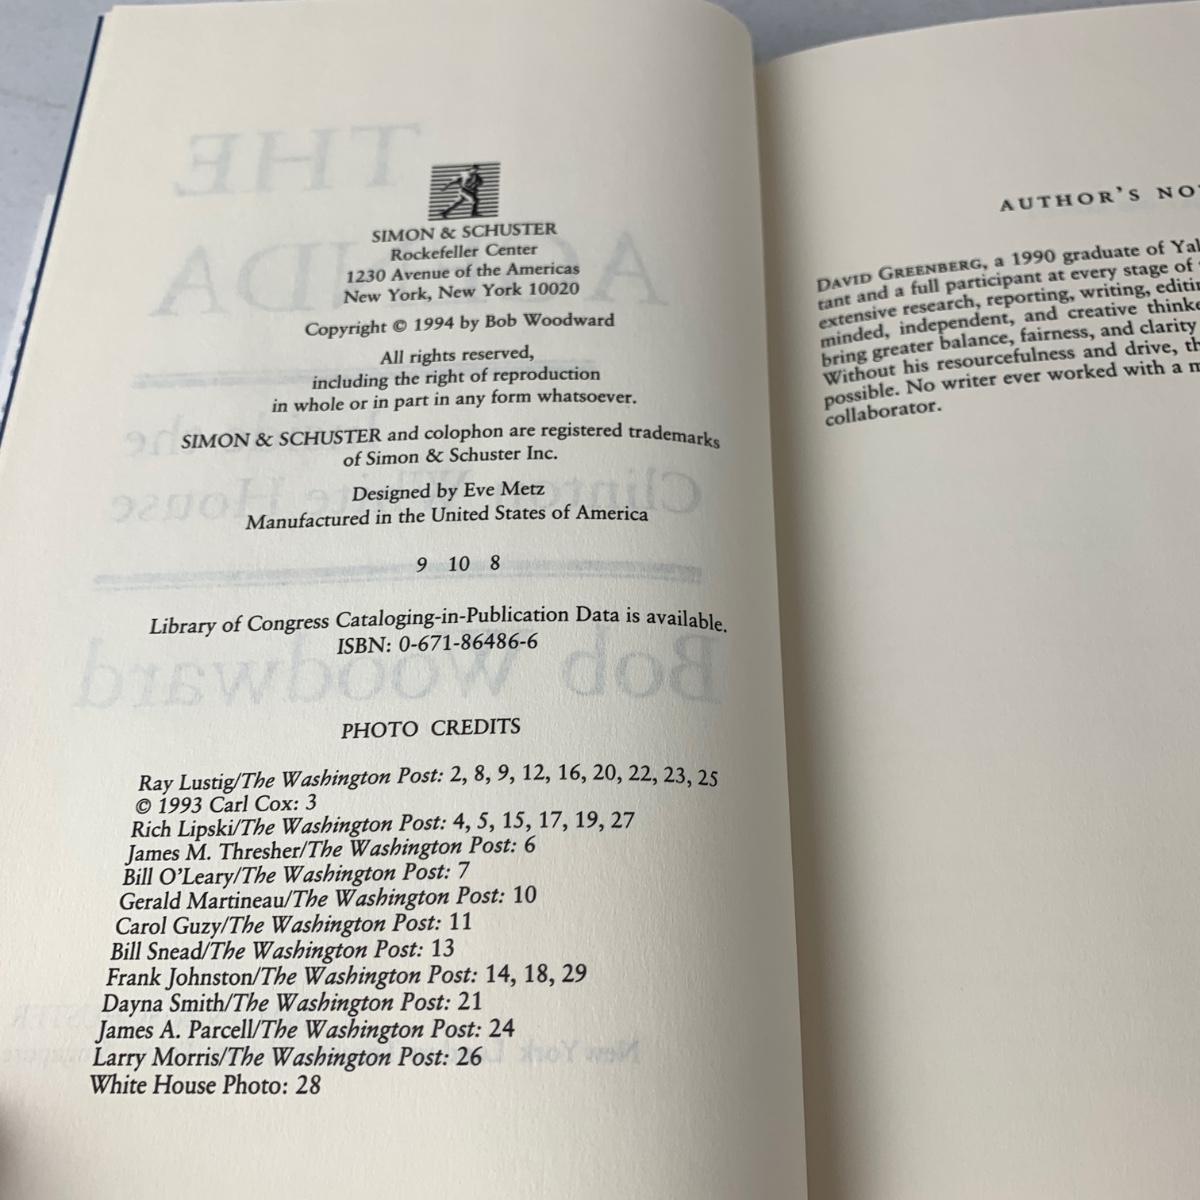 SIMON & SCHUSTER
Rockefeller Center
1230 Avenue of the Americas
New York, New York 10020
Copyright © 1994 by Bob Woodward
All rights reserved,
including the right of reproduction
in whole or in part in any form whatsoever.
SIMON & SCHUSTER and colophon are registered trademarks
of Simon & Schuster Inc.
Designed by Eve Metz
Manufactured in the United States of America
9 10 8
Library of Congress Cataloging-in-Publication Data is available.
ISBN: 0-671-86486-6
PHOTO CREDITS
Ray Lustig/The Washington Post: 2, 8, 9, 12, 16, 20, 22, 23, 25
© 1993 Carl Cox: 3
Rich Lipski/The Washington Post: 4, 5, 15, 17, 19, 27
James M. Thresher/The Washington Post: 6
Bill O'Leary/The Washington Post: 7
Gerald Martineau/The Washington Post: 10
Carol Guzy/The Washington Post: 11
Bill Snead/The Washington Post: 13
Frank Johnston/The Washington Post: 14, 18, 29
Dayna Smith/The Washington Post: 21
James A. Parcell/The Washington Post: 24
Larry Morris/The Washington Post: 26
White House Photo: 28
AUTHOR'S NO
DAVID GREENBERG, a 1990 graduate of Yal
tant and a full participant at every stage of
extensive research, reporting, writing, editi
minded, independent, and creative think
bring greater balance, fairness, and clarity
Without his resourcefulness and drive, th
possible. No writer ever worked with a m
collaborator.